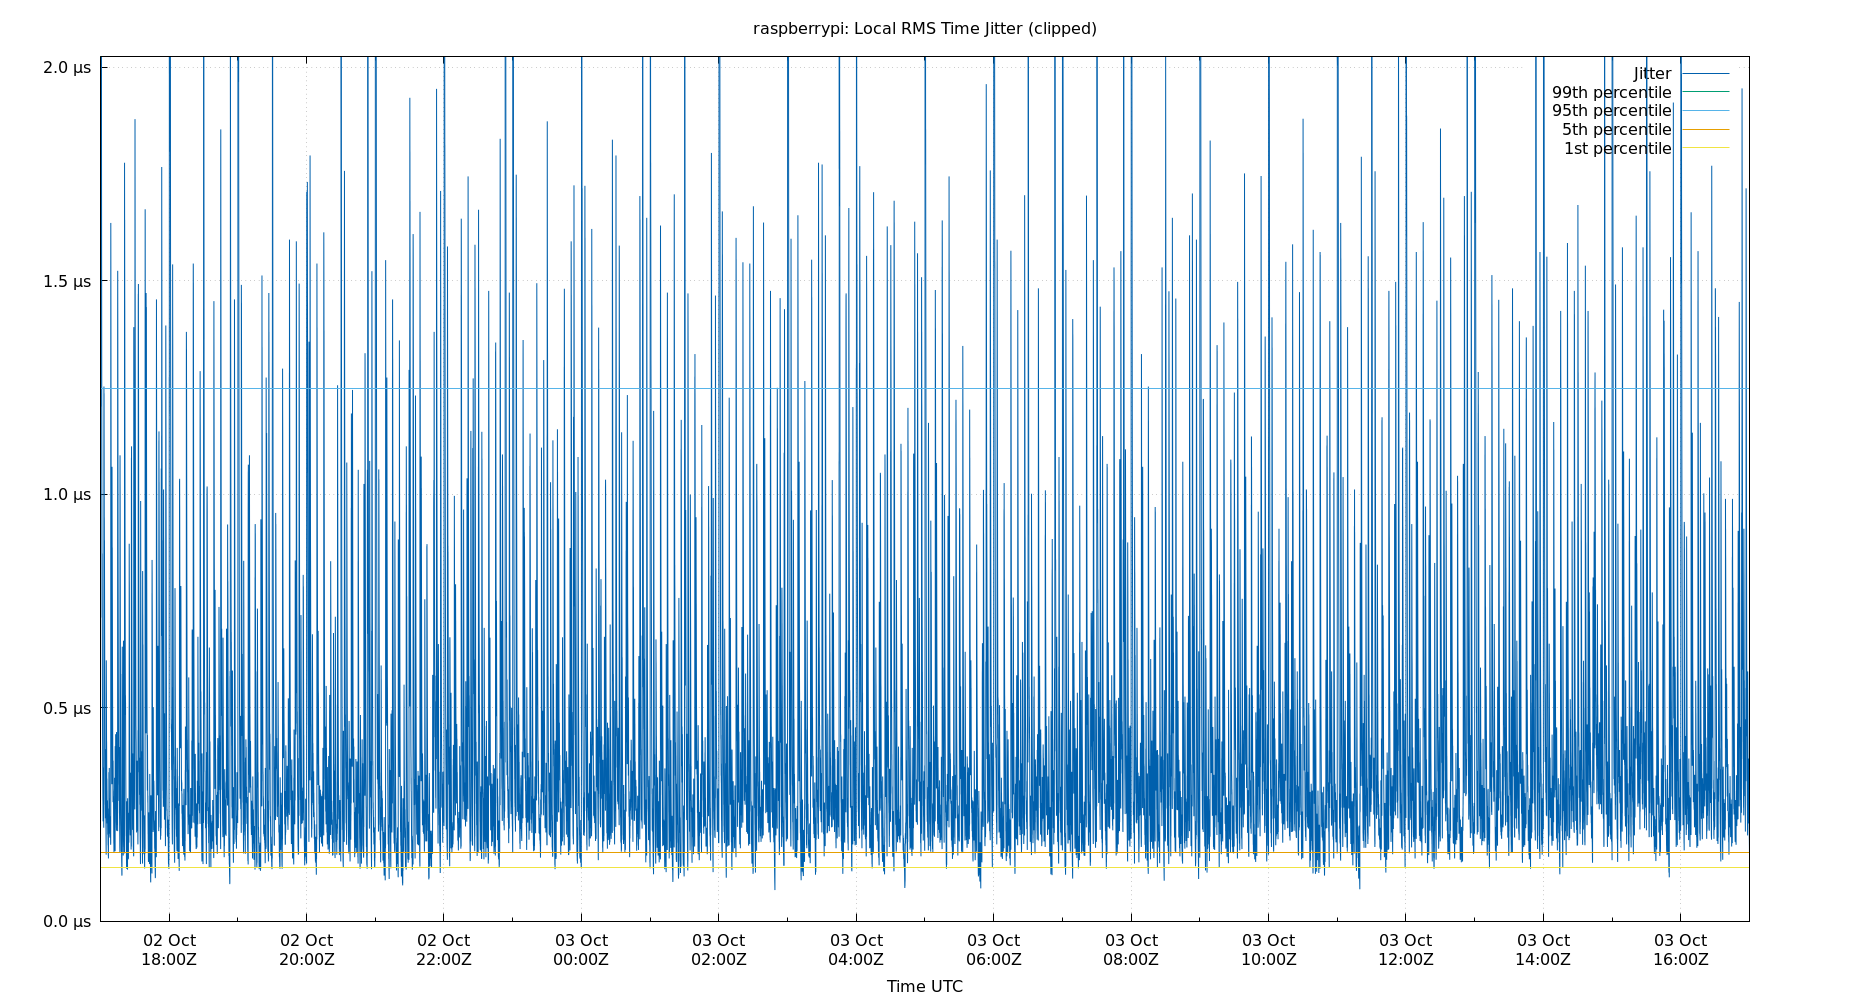 raspberrypi: Local RMS Time Jitter (clipped)
2.0 μs
1.5 μs
1.0 μs
0.5 μs
0.0 μs
Jitter
99th percentile
95th percentile
5th percentile
1st percentile
02 Oct 02 Oct 02 Oct 03 Oct 03 Oct 03 Oct 03 Oct 03 Oct 03 Oct 03 Oct 03 Oct 03 Oct
18:00Z 20:00Z 22:00Z 00:00Z 02:00Z 04:00Z 06:00Z 08:00Z 10:00Z 12:00Z 14:00Z 16:00Z
Time UTC